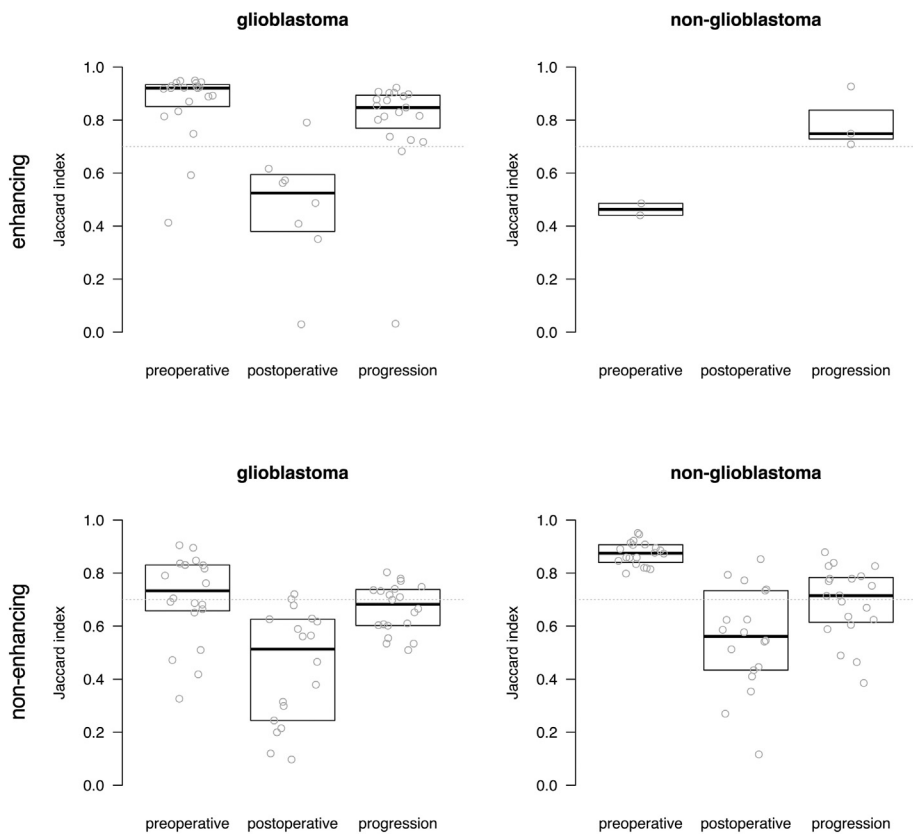 glioblastoma
non-glioblastoma
enhancing
Jaccard index
1.0
0.8
0.6
0.4
0.2
0.0
preoperative postoperative progression
Jaccard index
1.0
0.8
0.6
0.4
0.2
0.0
preoperative postoperative progression
glioblastoma
non-glioblastoma
non-enhancing
Jaccard index
1.0
0.8
0.6
0.4
0.2
0.0
preoperative postoperative progression
Jaccard index
1.0
0.8
0.6
0.4
0.2
0.0
preoperative postoperative progression